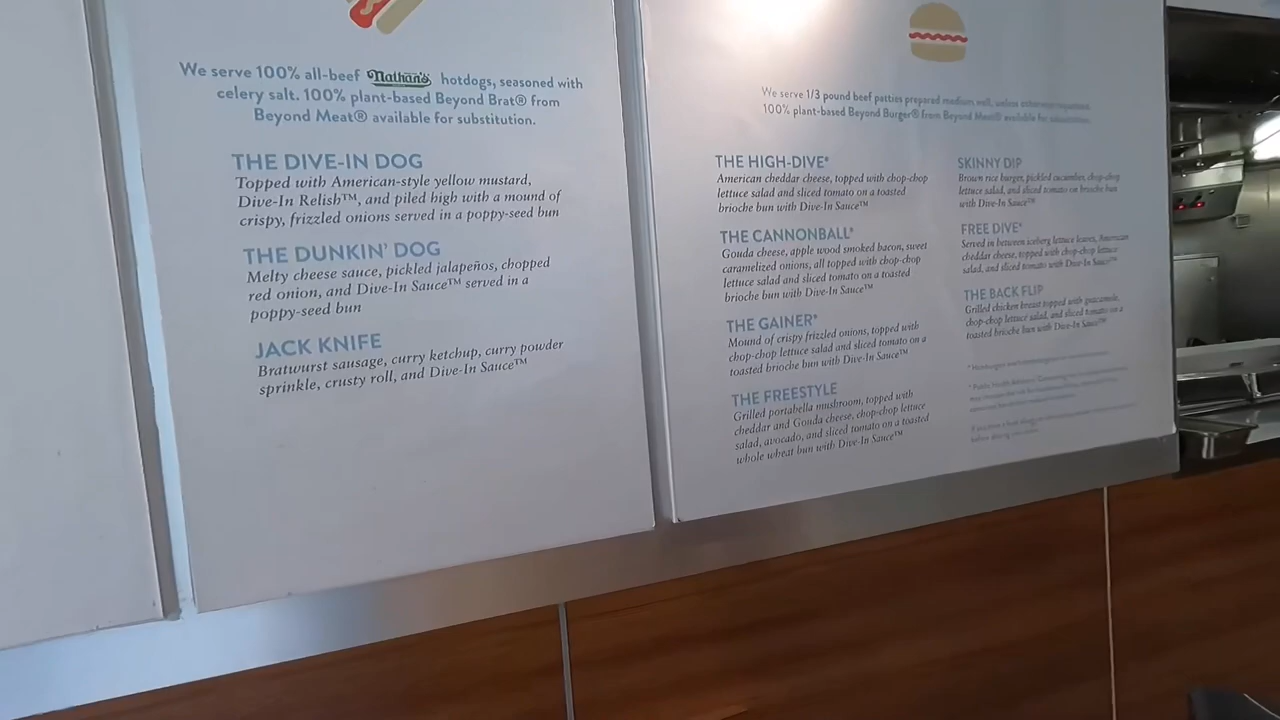 We serve 100% all-beef Nathan's hotdogs, seasoned with
celery salt. 100% plant-based Beyond Brat® from
Beyond Meat® available for substitution.
THE DIVE-IN DOG
Topped with American-style yellow mustard,
Dive-In Relish™, and piled high with a mound of
crispy, frizzled onions served in a poppy-seed bun
THE DUNKIN' DOG
Melty cheese sauce, pickled jalapeños, chopped
red onion, and Dive-In Sauce™ served in a
poppy-seed bun
JACK KNIFE
Bratwurst sausage, curry ketchup, curry powder
sprinkle, crusty roll, and Dive-In Sauce™
We serve 1/3 pound beef patties prepared medium well, unless
100% plant-based Beyond Burger® from Beyond Meat® available for substitution.
THE HIGH-DIVE*
American cheddar cheese, topped with chop-chop
lettuce salad and sliced tomato on a toasted
brioche bun with Dive-In Sauce™
THE CANNONBALL*
Gouda cheese, apple wood smoked bacon, sweet
caramelized onions, all topped with chop-chop
lettuce salad and sliced tomato on a toasted
brioche bun with Dive-In Sauce™
THE GAINER*
Mound of crispy frizzled onions, topped with
chop-chop lettuce salad and sliced tomato on a
toasted brioche bun with Dive-In Sauce™
THE FREESTYLE
Grilled portabella mushroom, topped with
cheddar and Gouda cheese, chop-chop lettuce
salad, avocado, and sliced tomato on a toasted
whole wheat bun with Dive-In Sauce™
SKINNY DIP
Brown rice burger, pickled cucumber, chop-chop
lettuce salad, and sliced tomato on brioche bun
with Dive-In Sauce™
FREE DIVE*
Served in between iceberg lettuce leaves, American
cheddar cheese, topped with chop-chop lettuce
salad, and sliced tomato with Dive-In Sauce™
THE BACK FLIP
Grilled chicken breast topped with guacamole,
chop-chop lettuce salad, and sliced tomato on a
toasted brioche bun with Dive-In Sauce™
* Public Health Advisory: